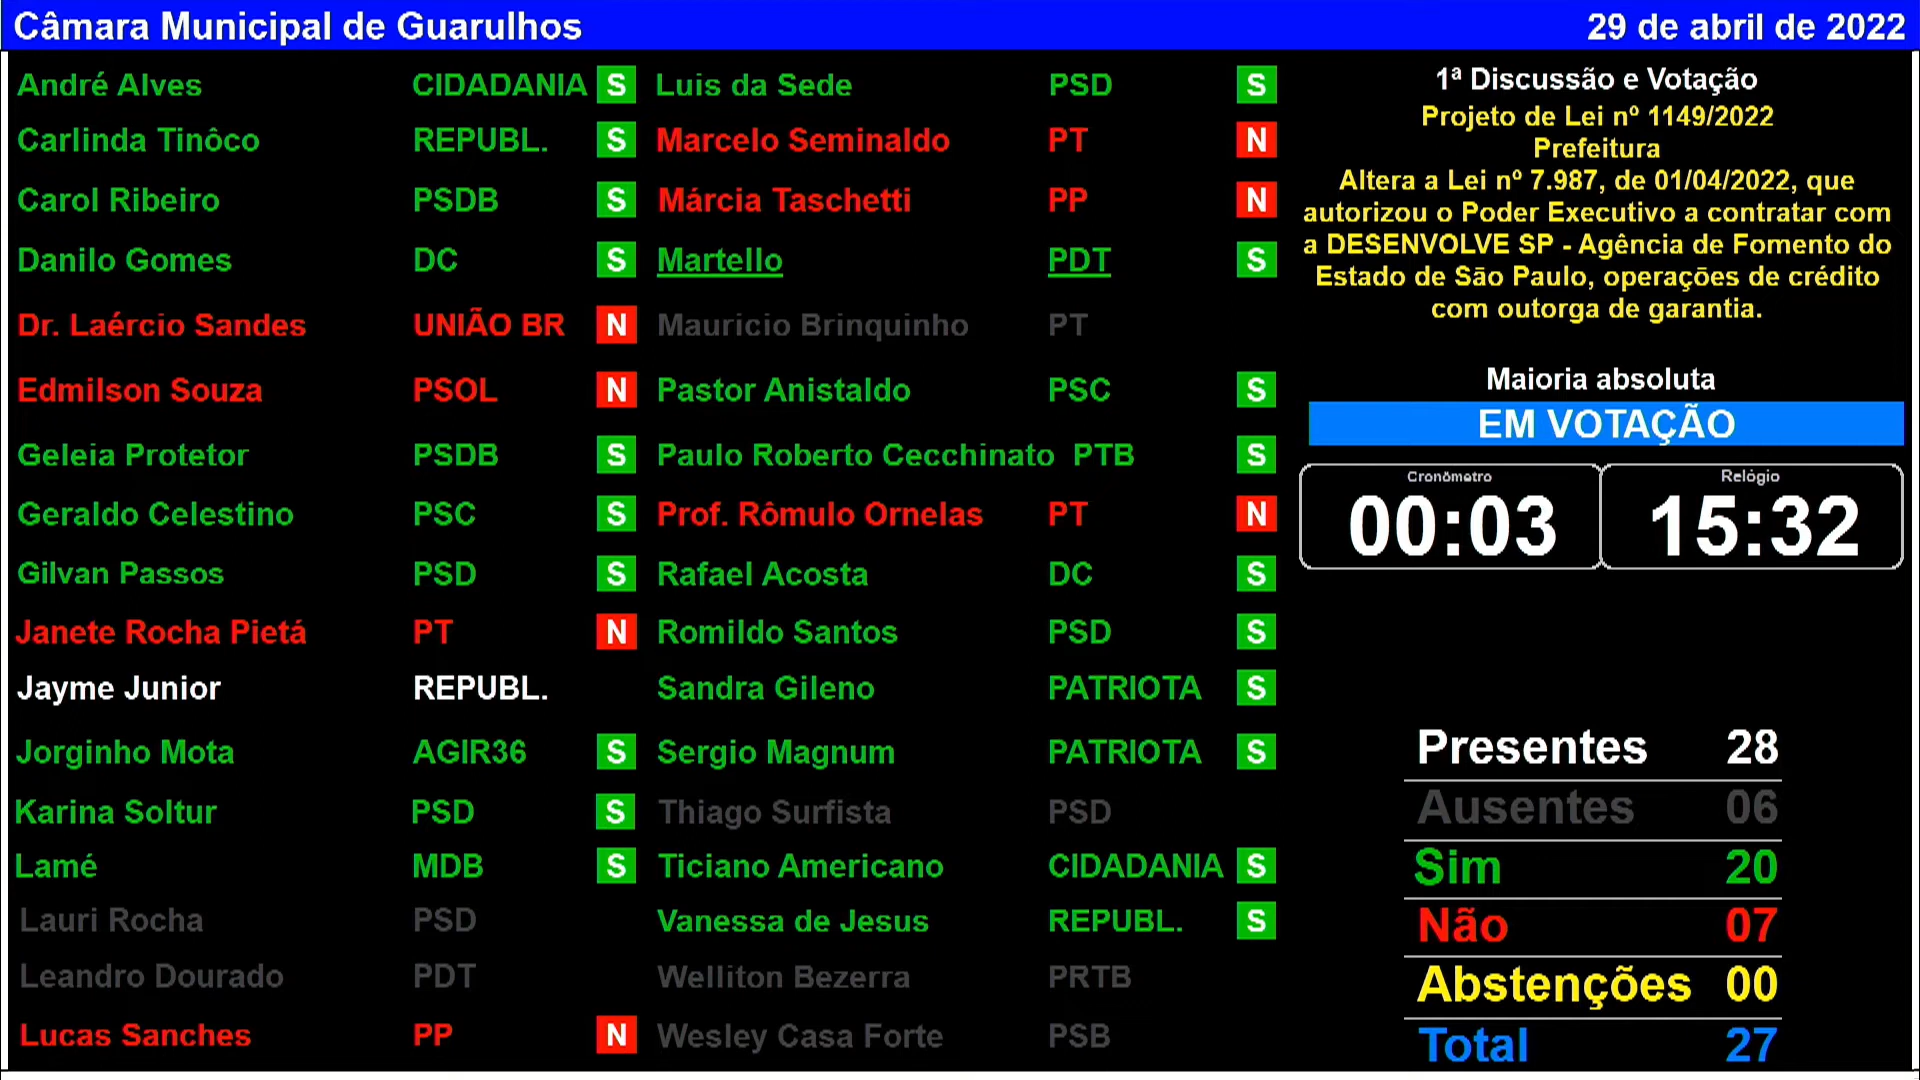 Câmara Municipal de Guarulhos 29 de abril de 2022
André Alves CIDADANIA S
Carlinda Tinôco REPUBL. S
Carol Ribeiro PSDB S
Danilo Gomes DC S
Dr. Laércio Sandes UNIÃO BR N
Edmilson Souza PSOL N
Geleia Protetor PSDB S
Geraldo Celestino PSC S
Gilvan Passos PSD S
Janete Rocha Pietá PT N
Jayme Junior REPUBL.
Jorginho Mota AGIR36 S
Karina Soltur PSD S
Lamé MDB S
Lauri Rocha PSD
Leandro Dourado PDT
Lucas Sanches PP N
Luis da Sede PSD S
Marcelo Seminaldo PT N
Márcia Taschetti PP N
Martello PDT S
Mauricio Brinquinho PT
Pastor Anistaldo PSC S
Paulo Roberto Cecchinato PTB S
Prof. Rômulo Ornelas PT N
Rafael Acosta DC S
Romildo Santos PSD S
Sandra Gileno PATRIOTA S
Sergio Magnum PATRIOTA S
Thiago Surfista PSD
Ticiano Americano CIDADANIA S
Vanessa de Jesus REPUBL. S
Welliton Bezerra PRTB
Wesley Casa Forte PSB
1ª Discussão e Votação
Projeto de Lei nº 1149/2022
Prefeitura
Altera a Lei nº 7.987, de 01/04/2022, que
autorizou o Poder Executivo a contratar com
a DESENVOLVE SP - Agência de Fomento do
Estado de São Paulo, operações de crédito
com outorga de garantia.
Maioria absoluta
EM VOTAÇÃO
Cronômetro Relógio
00:03 15:32
Presentes 28
Ausentes 06
Sim 20
Não 07
Abstenções 00
Total 27